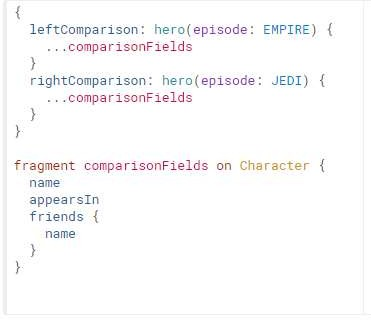 {
  leftComparison: hero(episode: EMPIRE) {
    ...comparisonFields
  }
  rightComparison: hero(episode: JEDI) {
    ...comparisonFields
  }
}

fragment comparisonFields on Character {
  name
  appearsIn
  friends {
    name
  }
}